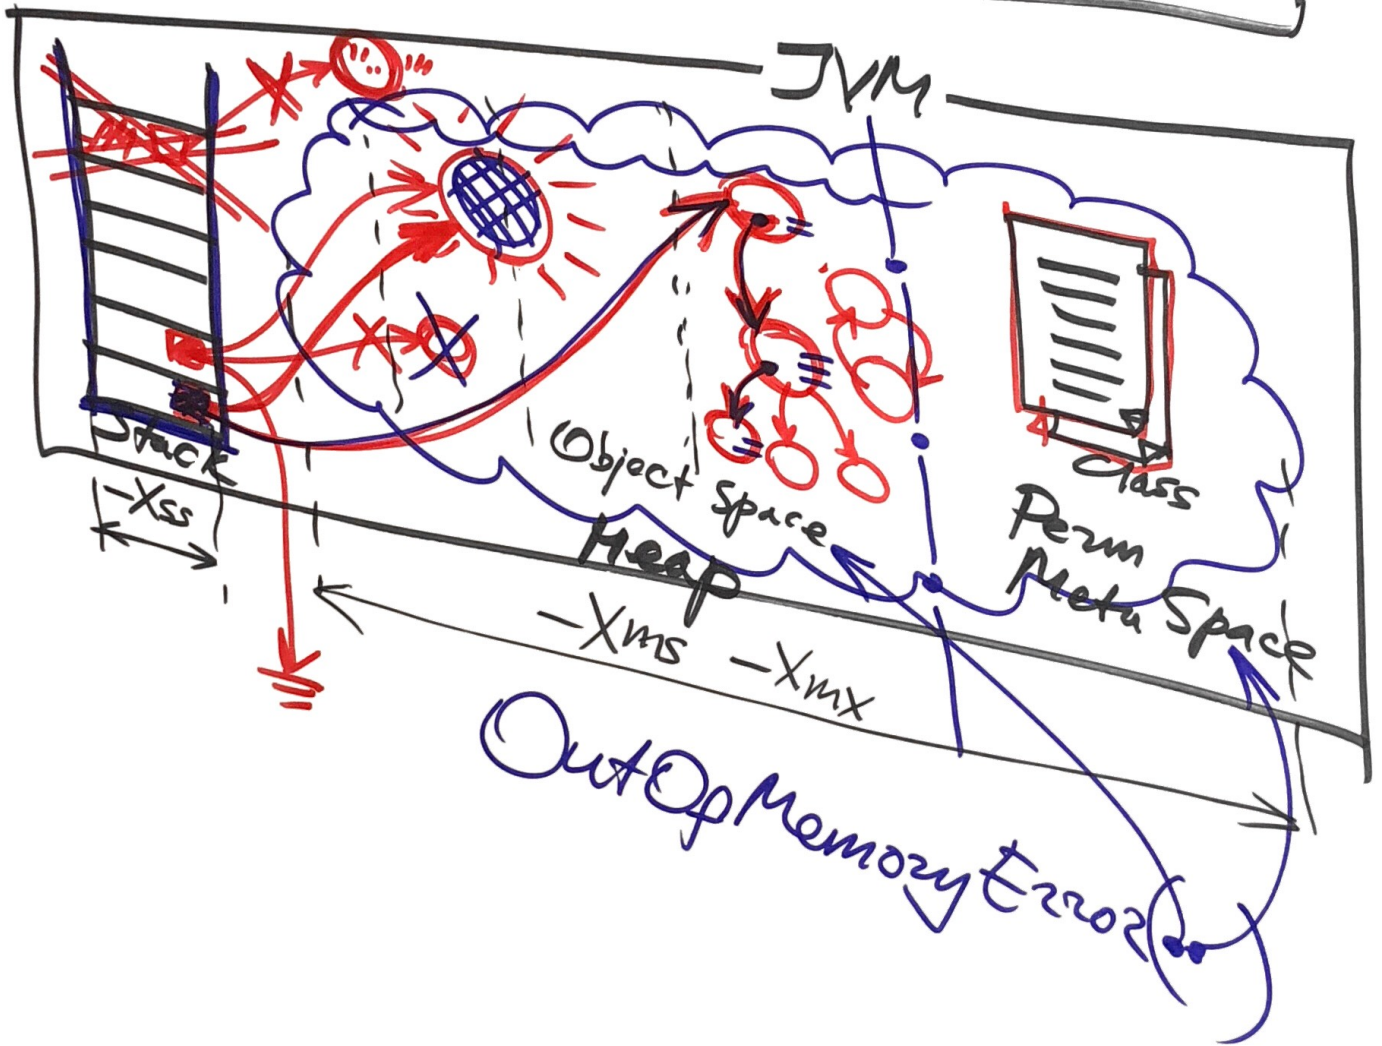 JVM
Stack
-Xss
Object Space
Heap
Class
Perm
Meta Space
-Xms -Xmx
OutOfMemoryError(
)